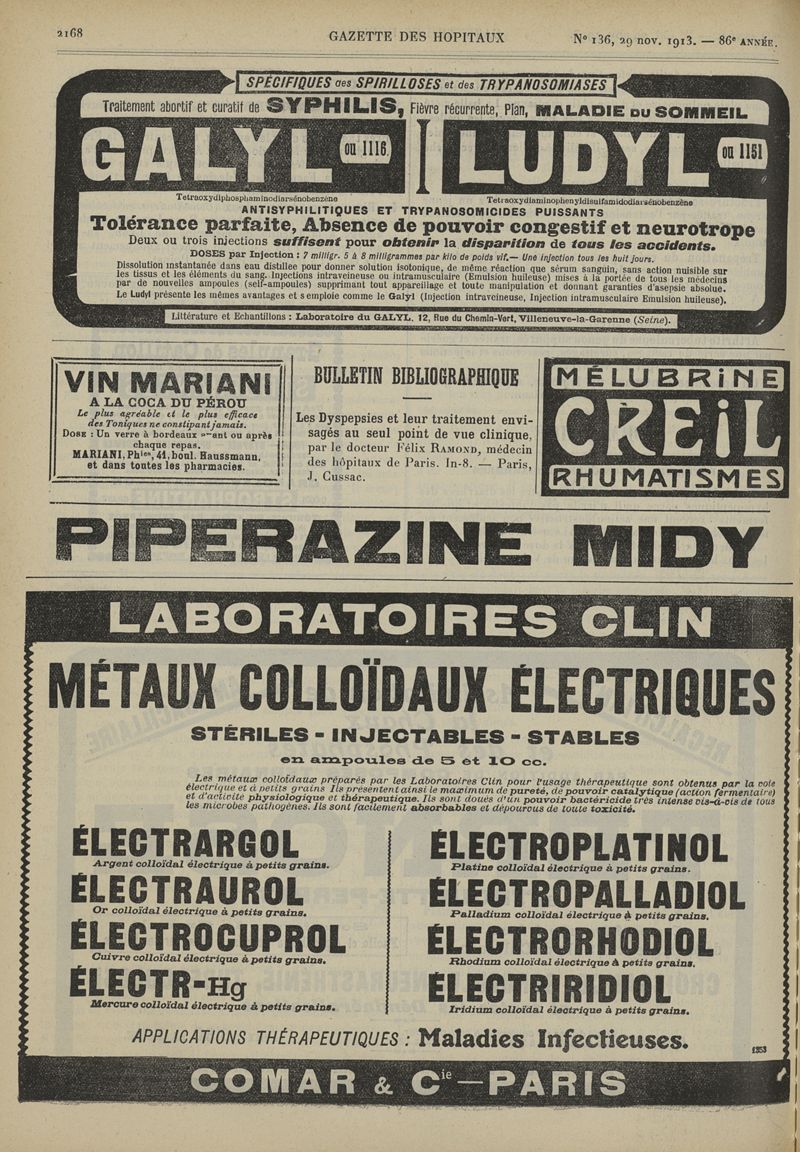 2168
GAZETTE DES HOPITAUX
N° 136, 29 nov. 1913. — 86e ANNÉE.
SPÉCIFIQUES des SPIRILLOSES et des TRYPANOSOMIASES
Traitement abortif et curatif de SYPHILIS, Fièvre récurrente, Pian, MALADIE DU SOMMEIL
GALYL ou 1116
LUDYL ou 1151
Tetraoxydiphosphaminodiarsénobenzène
Tetraoxydiaminophenyldisulfamidodiarsénobenzène
ANTISYPHILITIQUES ET TRYPANOSOMICIDES PUISSANTS
Tolérance parfaite, Absence de pouvoir congestif et neurotrope
Deux ou trois injections suffisent pour obtenir la disparition de tous les accidents.
DOSES par Injection : 7 milligr. 5 à 8 milligrammes par kilo de poids vif. — Une injection tous les huit jours.
Dissolution instantanée dans eau distillée pour donner solution isotonique, de même réaction que sérum sanguin, sans action nuisible sur
les tissus et les éléments du sang. Injections intraveineuse ou intramusculaire (Emulsion huileuse) mises à la portée de tous les médecins
par de nouvelles ampoules (self-ampoules) supprimant tout appareillage et toute manipulation et donnant garanties d'asepsie absolue.
Le Ludyl présente les mêmes avantages et s emploie comme le Galyl (Injection intraveineuse, Injection intramusculaire Emulsion huileuse).
Littérature et Echantillons : Laboratoire du GALYL. 12, Rue du Chemin-Vert, Villeneuve-la-Garenne (Seine).
VIN MARIANI
A LA COCA DU PÉROU
Le plus agréable et le plus efficace
des Toniques ne constipant jamais.
DOSE : Un verre à bordeaux ant ou après
chaque repas.
MARIANI, Phien, 41, boul. Haussmann,
et dans toutes les pharmacies.
BULLETIN BIBLIOGRAPHIQUE
Les Dyspepsies et leur traitement envi-
sagés au seul point de vue clinique,
par le docteur Félix RAMOND, médecin
des hôpitaux de Paris. In-8. — Paris,
J. Cussac.
MÉLUBRiNE
CREiL
RHUMATISMES
PIPERAZINE MIDY
LABORATOIRES CLIN
MÉTAUX COLLOÏDAUX ÉLECTRIQUES
STÉRILES - INJECTABLES - STABLES
en ampoules de 5 et 10 cc.
Les métaux colloïdaux préparés par les Laboratoires Clin pour l'usage thérapeutique sont obtenus par la voie
électrique et à petits grains Ils présentent ainsi le maximum de pureté, de pouvoir catalytique (action fermentaire)
et d'activité physiologique et thérapeutique. Ils sont doués d'un pouvoir bactéricide très intense vis-à-vis de tous
les microbes pathogènes. Ils sont facilement absorbables et dépourvus de toute toxicité.
ÉLECTRARGOL
Argent colloïdal électrique à petits grains.
ÉLECTRAUROL
Or colloïdal électrique à petits grains.
ÉLECTROCUPROL
Cuivre colloïdal électrique à petits grains.
ÉLECTR-Hg
Mercure colloïdal électrique à petits grains.
ÉLECTROPLATINOL
Platine colloïdal électrique à petits grains.
ÉLECTROPALLADIOL
Palladium colloïdal électrique à petits grains.
ÉLECTRORHODIOL
Rhodium colloïdal électrique à petits grains.
ÉLECTRIRIDIOL
Iridium colloïdal électrique à petits grains.
APPLICATIONS THÉRAPEUTIQUES : Maladies Infectieuses.
1353
COMAR & Cie — PARIS